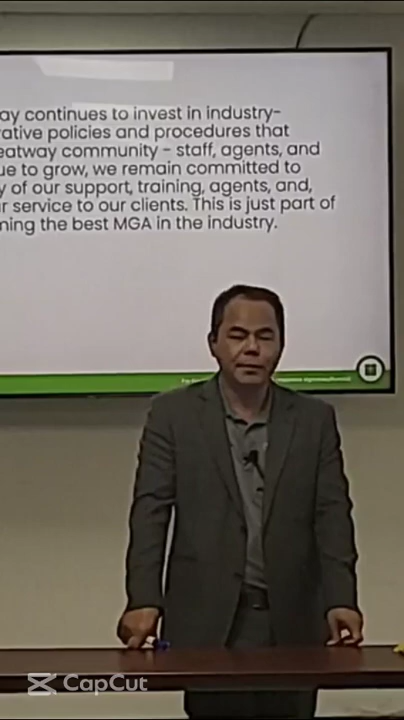 ay continues to invest in industry-
ative policies and procedures that
eatway community - staff, agents, and
ue to grow, we remain committed to
y of our support, training, agents, and,
r service to our clients. This is just part of
ning the best MGA in the industry.
CapCut